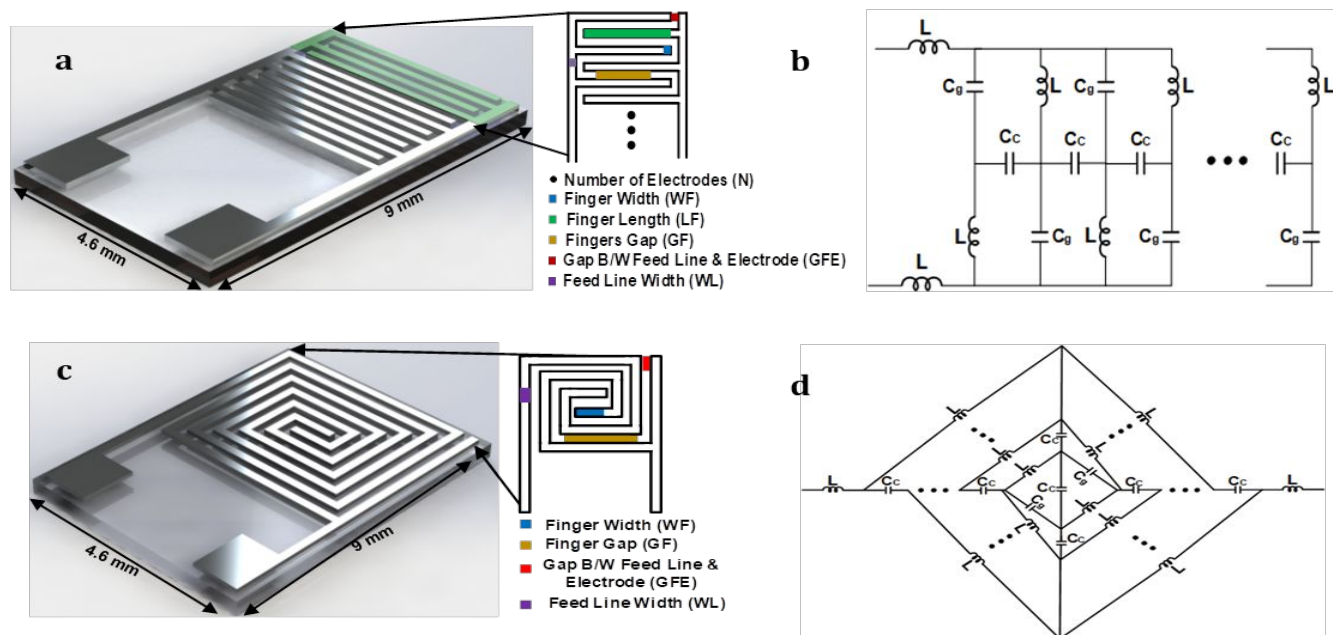 a
4.6 mm
9 mm
● Number of Electrodes (N)
Finger Width (WF)
Finger Length (LF)
Fingers Gap (GF)
Gap B/W Feed Line & Electrode (GFE)
Feed Line Width (WL)
b
L
Cg L Cg L L
CC CC CC CC
L Cg L Cg Cg
L
c
4.6 mm
9 mm
Finger Width (WF)
Finger Gap (GF)
Gap B/W Feed Line &
Electrode (GFE)
Feed Line Width (WL)
d
L L
CC
L L
L Cg
L CC CC CC CC CC L
Cg L
L L
CC
L L